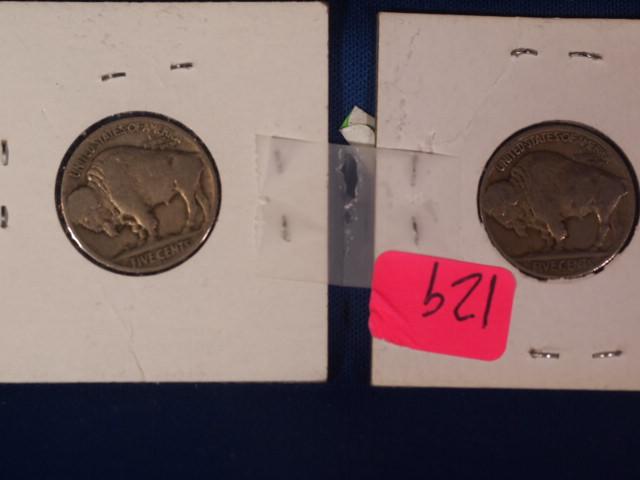 UNITED STATES OF AMERICA
FIVE CENTS
UNITED STATES OF AMERICA
FIVE CENTS
129